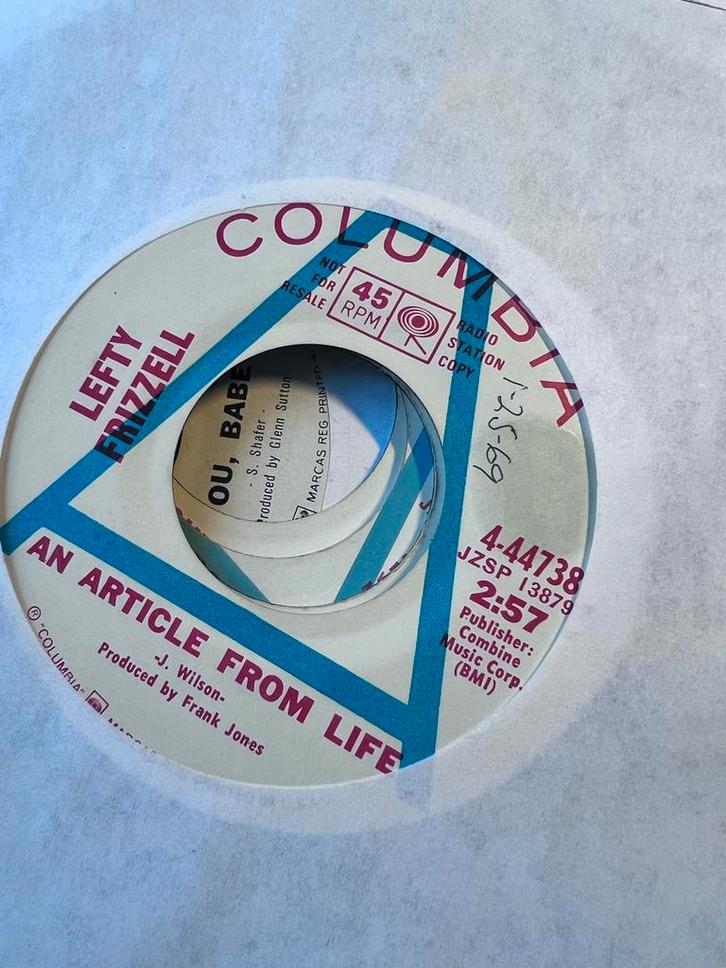 COLUMBIA
NOT
FOR
RESALE
45
RPM
RADIO
STATION
COPY
LEFTY
FRIZZELL
1-25-69
4-44738
JZSP 13879
2:57
Publisher:
Combine
Music Corp.
(BMI)
AN ARTICLE FROM LIFE
-J. Wilson-
Produced by Frank Jones
® "COLUMBIA"
OU, BABE
- S. Shafer -
roduced by Glenn Sutton
MARCAS REG. PRINTED